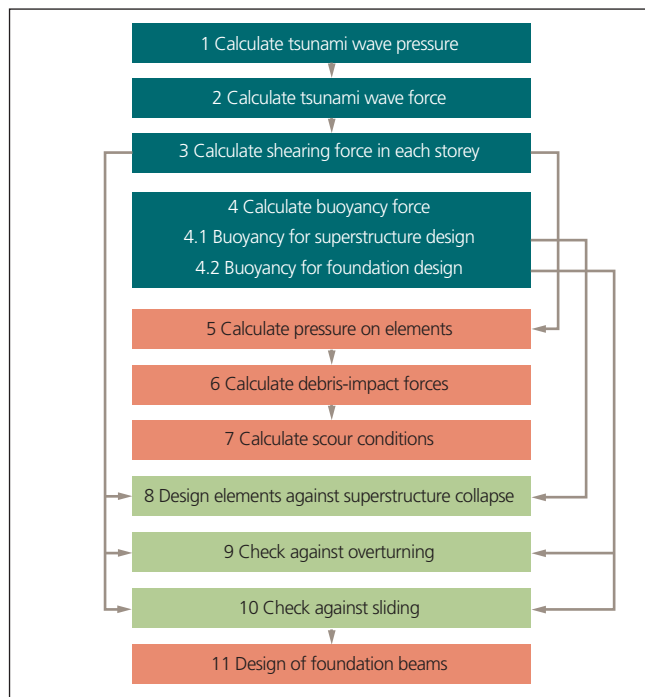 1 Calculate tsunami wave pressure
2 Calculate tsunami wave force
3 Calculate shearing force in each storey
4 Calculate buoyancy force
4.1 Buoyancy for superstructure design
4.2 Buoyancy for foundation design
5 Calculate pressure on elements
6 Calculate debris-impact forces
7 Calculate scour conditions
8 Design elements against superstructure collapse
9 Check against overturning
10 Check against sliding
11 Design of foundation beams